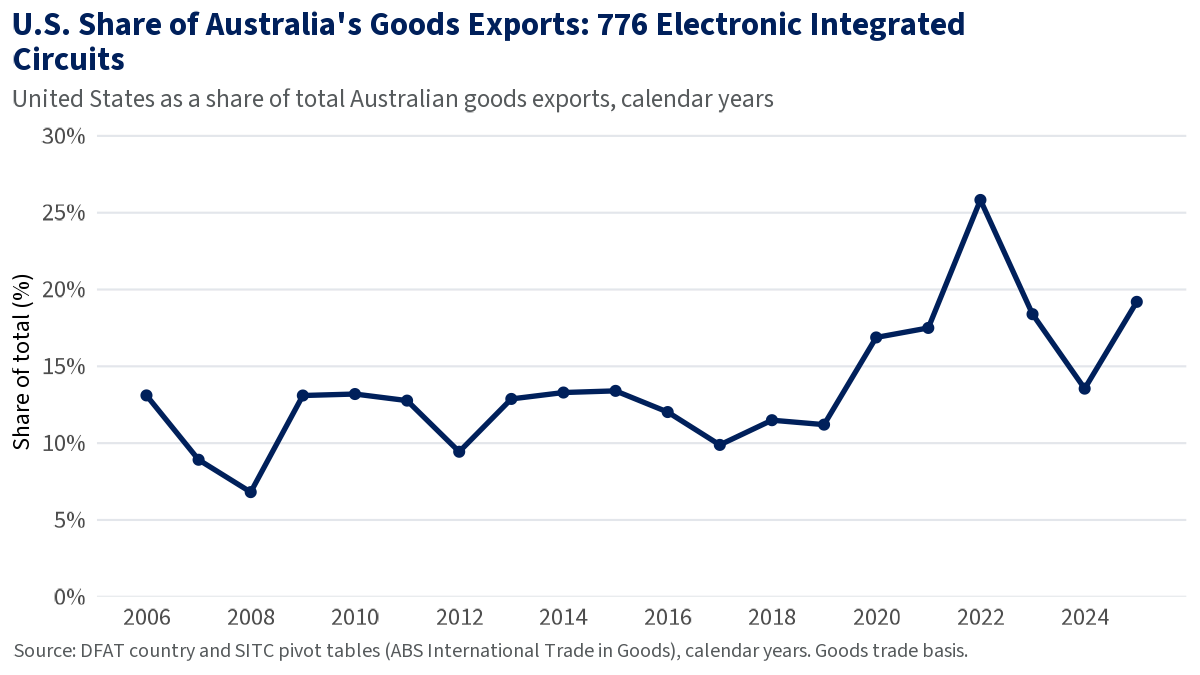 U.S. Share of Australia's Goods Exports: 776 Electronic Integrated
Circuits
United States as a share of total Australian goods exports, calendar years
30%
25%
20%
15%
10%
5%
0%
Share of total (%)
2006 2008 2010 2012 2014 2016 2018 2020 2022 2024
Source: DFAT country and SITC pivot tables (ABS International Trade in Goods), calendar years. Goods trade basis.